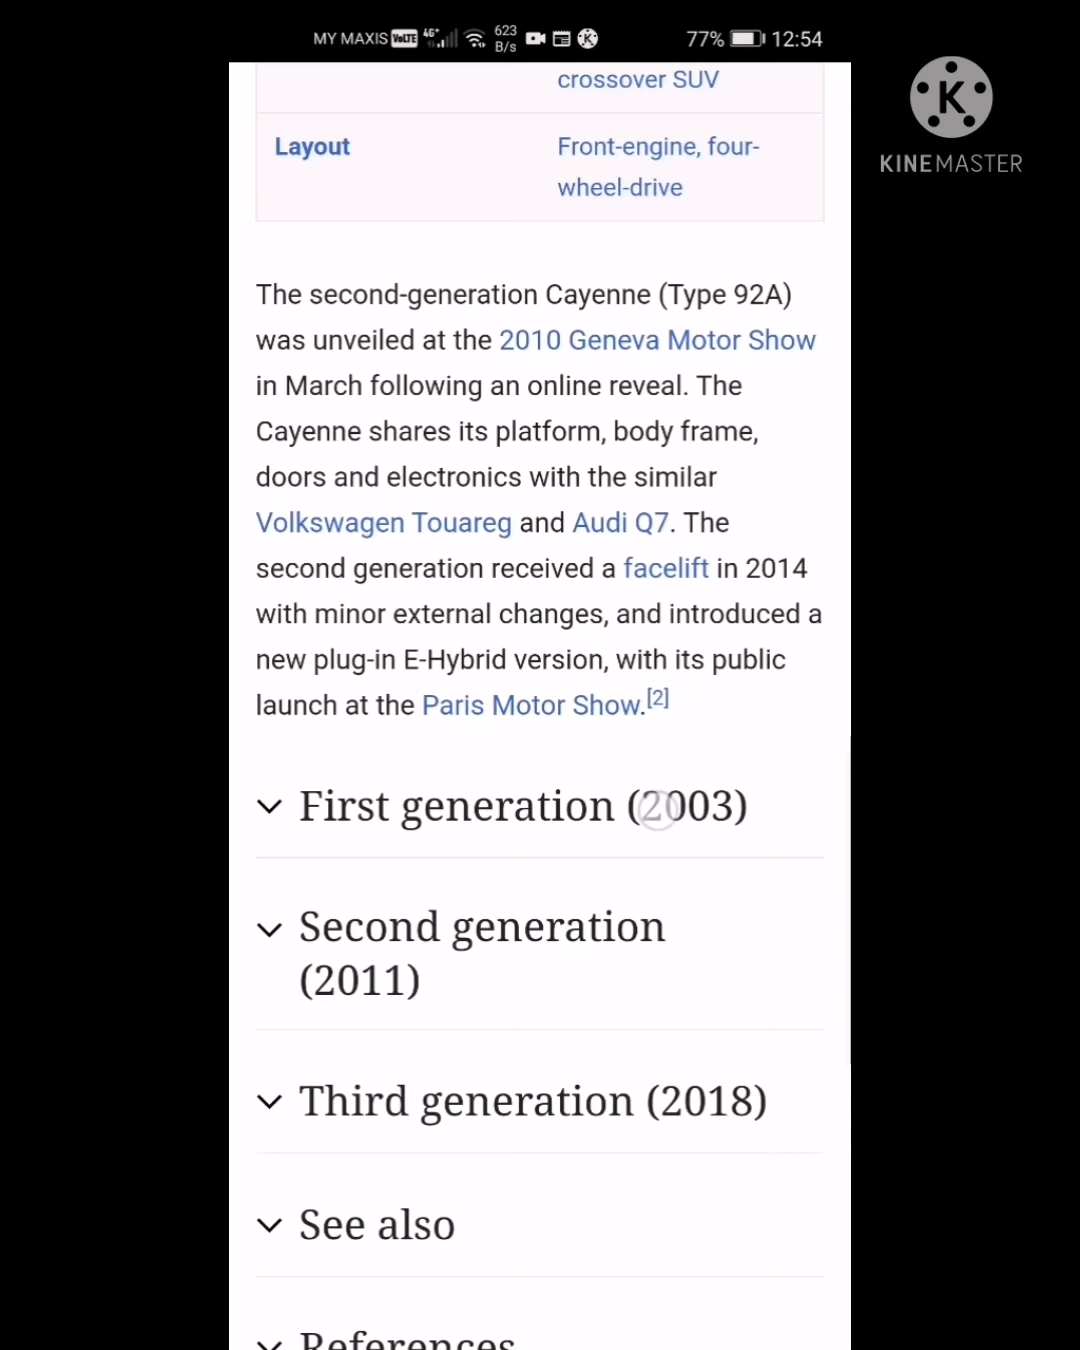 MY MAXIS VoLTE 4G+ 623 B/s 77% 12:54
K
KINEMASTER
crossover SUV
Layout Front-engine, four-
wheel-drive
The second-generation Cayenne (Type 92A)
was unveiled at the 2010 Geneva Motor Show
in March following an online reveal. The
Cayenne shares its platform, body frame,
doors and electronics with the similar
Volkswagen Touareg and Audi Q7. The
second generation received a facelift in 2014
with minor external changes, and introduced a
new plug-in E-Hybrid version, with its public
launch at the Paris Motor Show.[2]
First generation (2003)
Second generation
(2011)
Third generation (2018)
See also
References